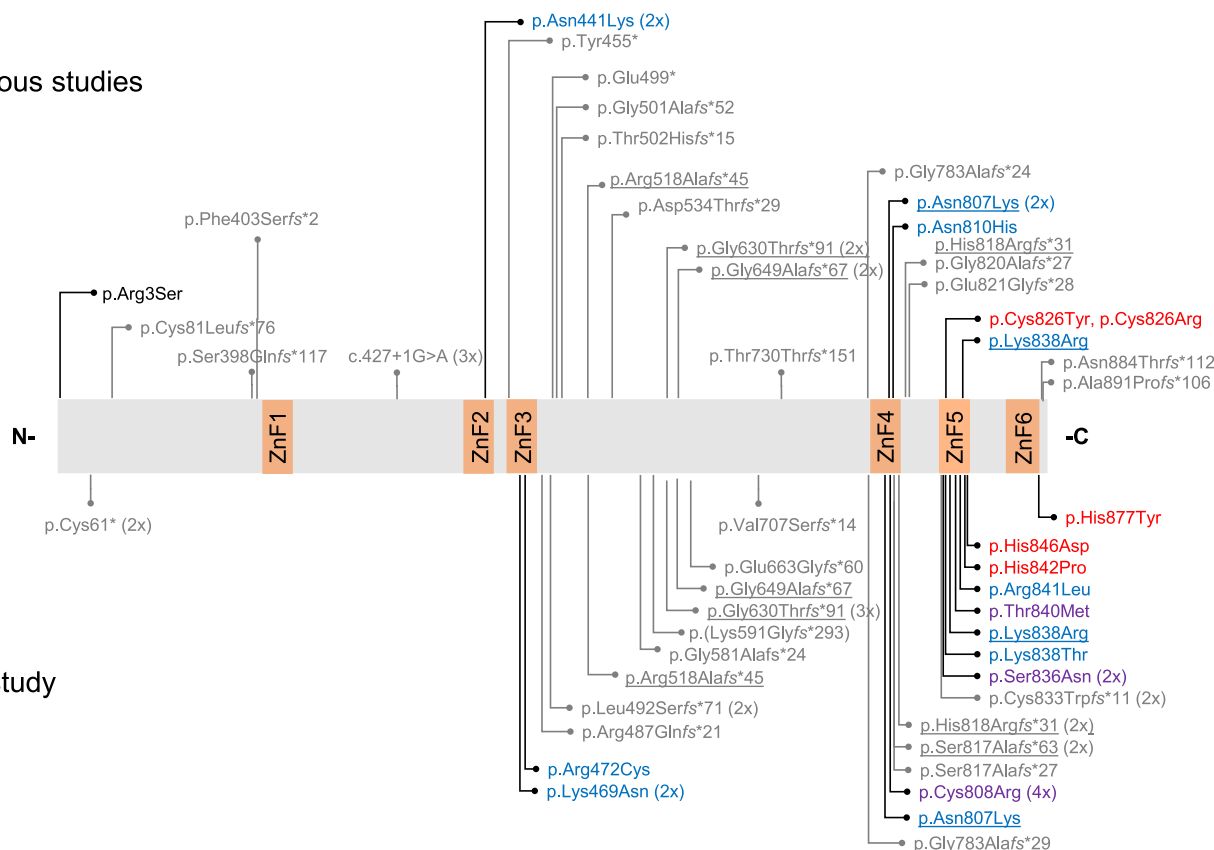 p.Asn441Lys (2x)
p.Tyr455*
ous studies
p.Glu499*
p.Gly501Alafs*52
p.Thr502Hisfs*15
p.Gly783Alafs*24
p.Arg518Alafs*45
p.Asp534Thrfs*29
p.Asn807Lys (2x)
p.Phe403Serfs*2
p.Asn810His
p.Gly630Thrfs*91 (2x)
p.His818Argfs*31
p.Gly649Alafs*67 (2x)
p.Gly820Alafs*27
p.Glu821Glyfs*28
p.Arg3Ser
p.Cys81Leufs*76
p.Cys826Tyr, p.Cys826Arg
p.Lys838Arg
p.Ser398Glnfs*117
c.427+1G>A (3x)
p.Thr730Thrfs*151
p.Asn884Thrfs*112
p.Ala891Profs*106
N-
ZnF1
ZnF2
ZnF3
ZnF4
ZnF5
ZnF6
-C
p.Cys61* (2x)
p.Val707Serfs*14
p.His877Tyr
p.His846Asp
p.Glu663Glyfs*60
p.His842Pro
p.Gly649Alafs*67
p.Arg841Leu
p.Gly630Thrfs*91 (3x)
p.Thr840Met
p.(Lys591Glyfs*293)
p.Lys838Arg
p.Gly581Alafs*24
p.Lys838Thr
tudy
p.Arg518Alafs*45
p.Ser836Asn (2x)
p.Cys833Trpfs*11 (2x)
p.Leu492Serfs*71 (2x)
p.His818Argfs*31 (2x)
p.Arg487Glnfs*21
p.Ser817Alafs*63 (2x)
p.Arg472Cys
p.Ser817Alafs*27
p.Lys469Asn (2x)
p.Cys808Arg (4x)
p.Asn807Lys
p.Gly783Alafs*29